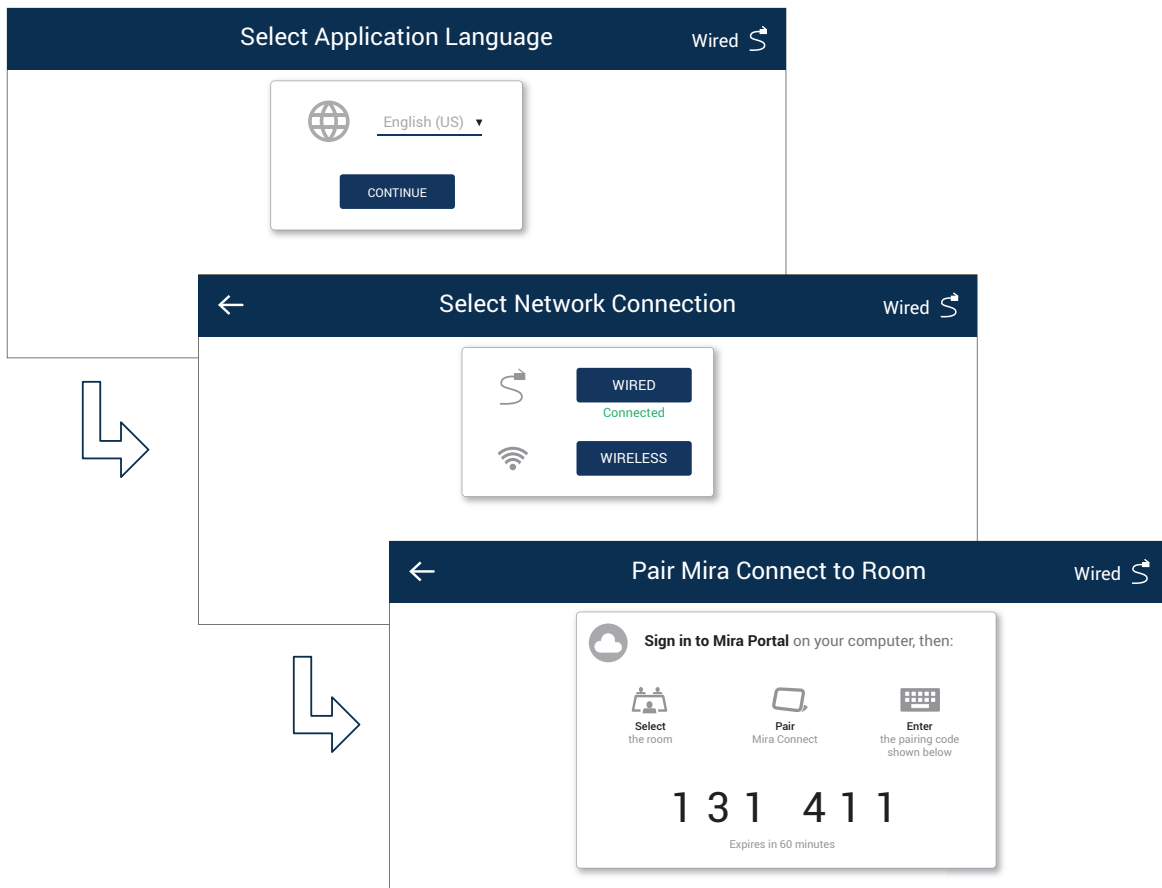 Select Application Language
Wired
English (US)
CONTINUE
Select Network Connection
Wired
WIRED
Connected
WIRELESS
Pair Mira Connect to Room
Wired
Sign in to Mira Portal on your computer, then:
Select
the room
Pair
Mira Connect
Enter
the pairing code
shown below
131 411
Expires in 60 minutes